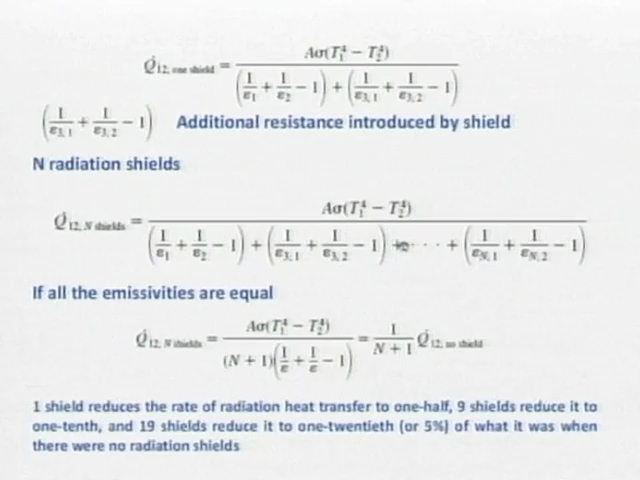 Q̇12, one shield = Aσ(T₁⁴ − T₂⁴) / ((1/ε1 + 1/ε2 − 1) + (1/ε3, 1 + 1/ε3, 2 − 1))
(1/ε3, 1 + 1/ε3, 2 − 1) Additional resistance introduced by shield
N radiation shields
Q̇12, N shields = Aσ(T₁⁴ − T₂⁴) / ((1/ε1 + 1/ε2 − 1) + (1/ε3, 1 + 1/ε3, 2 − 1) + · · · + (1/εN, 1 + 1/εN, 2 − 1))
If all the emissivities are equal
Q̇12, N shields = Aσ(T₁⁴ − T₂⁴) / ((N + 1)(1/ε + 1/ε − 1)) = 1/(N + 1) Q̇12, no shield
1 shield reduces the rate of radiation heat transfer to one-half, 9 shields reduce it to
one-tenth, and 19 shields reduce it to one-twentieth (or 5%) of what it was when
there were no radiation shields